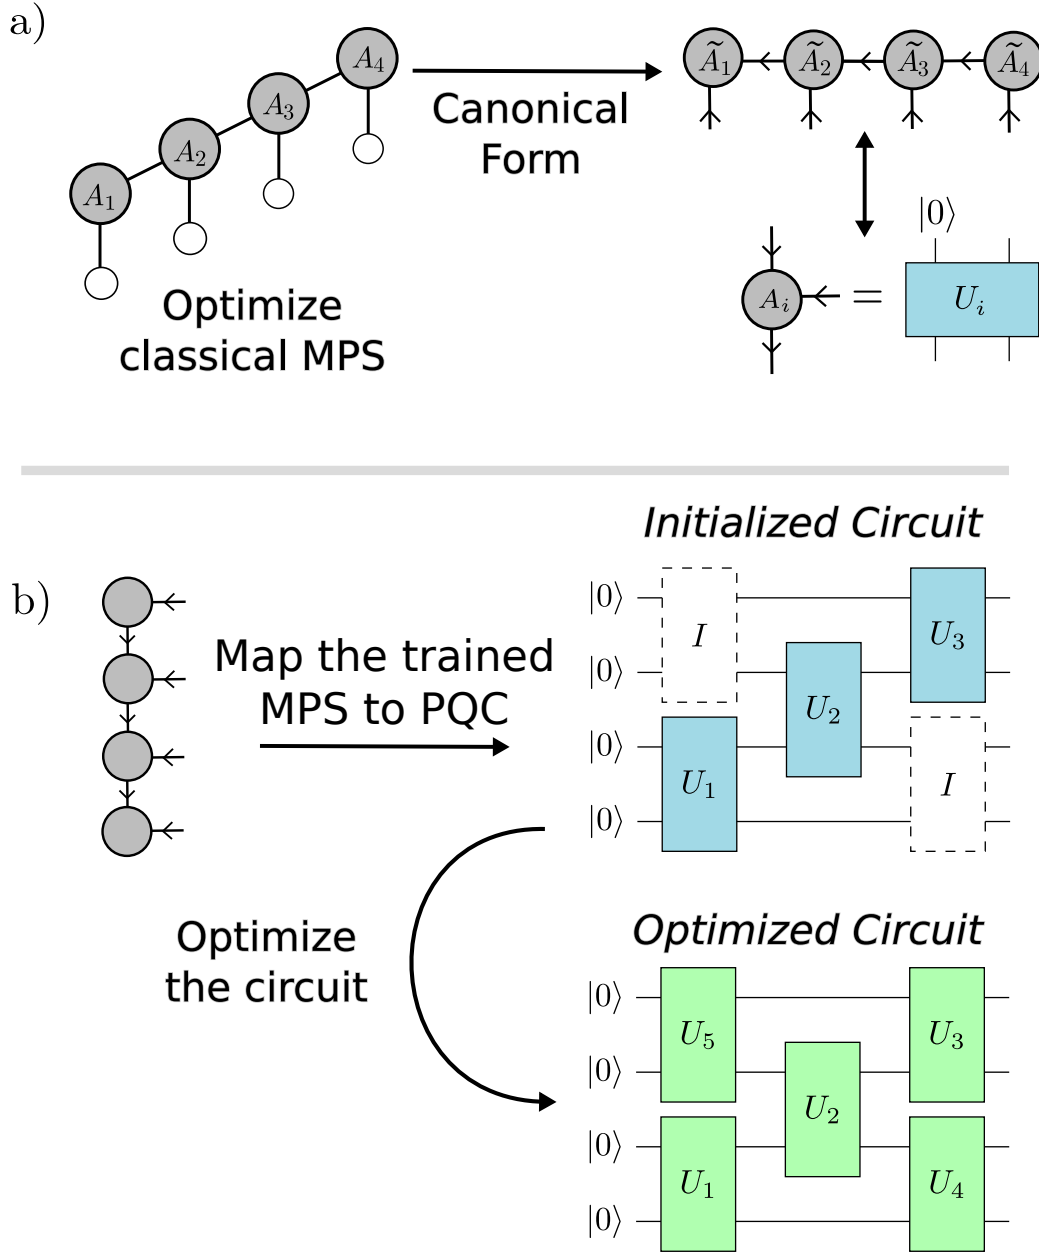 a)
A₁
A₂
A₃
A₄
Optimize
classical MPS
Canonical
Form
Ã₁
Ã₂
Ã₃
Ã₄
Aᵢ
=
|0⟩
Uᵢ
b)
Map the trained
MPS to PQC
Initialized Circuit
|0⟩
|0⟩
|0⟩
|0⟩
I
U₁
U₂
U₃
I
Optimize
the circuit
Optimized Circuit
|0⟩
|0⟩
|0⟩
|0⟩
U₅
U₁
U₂
U₃
U₄